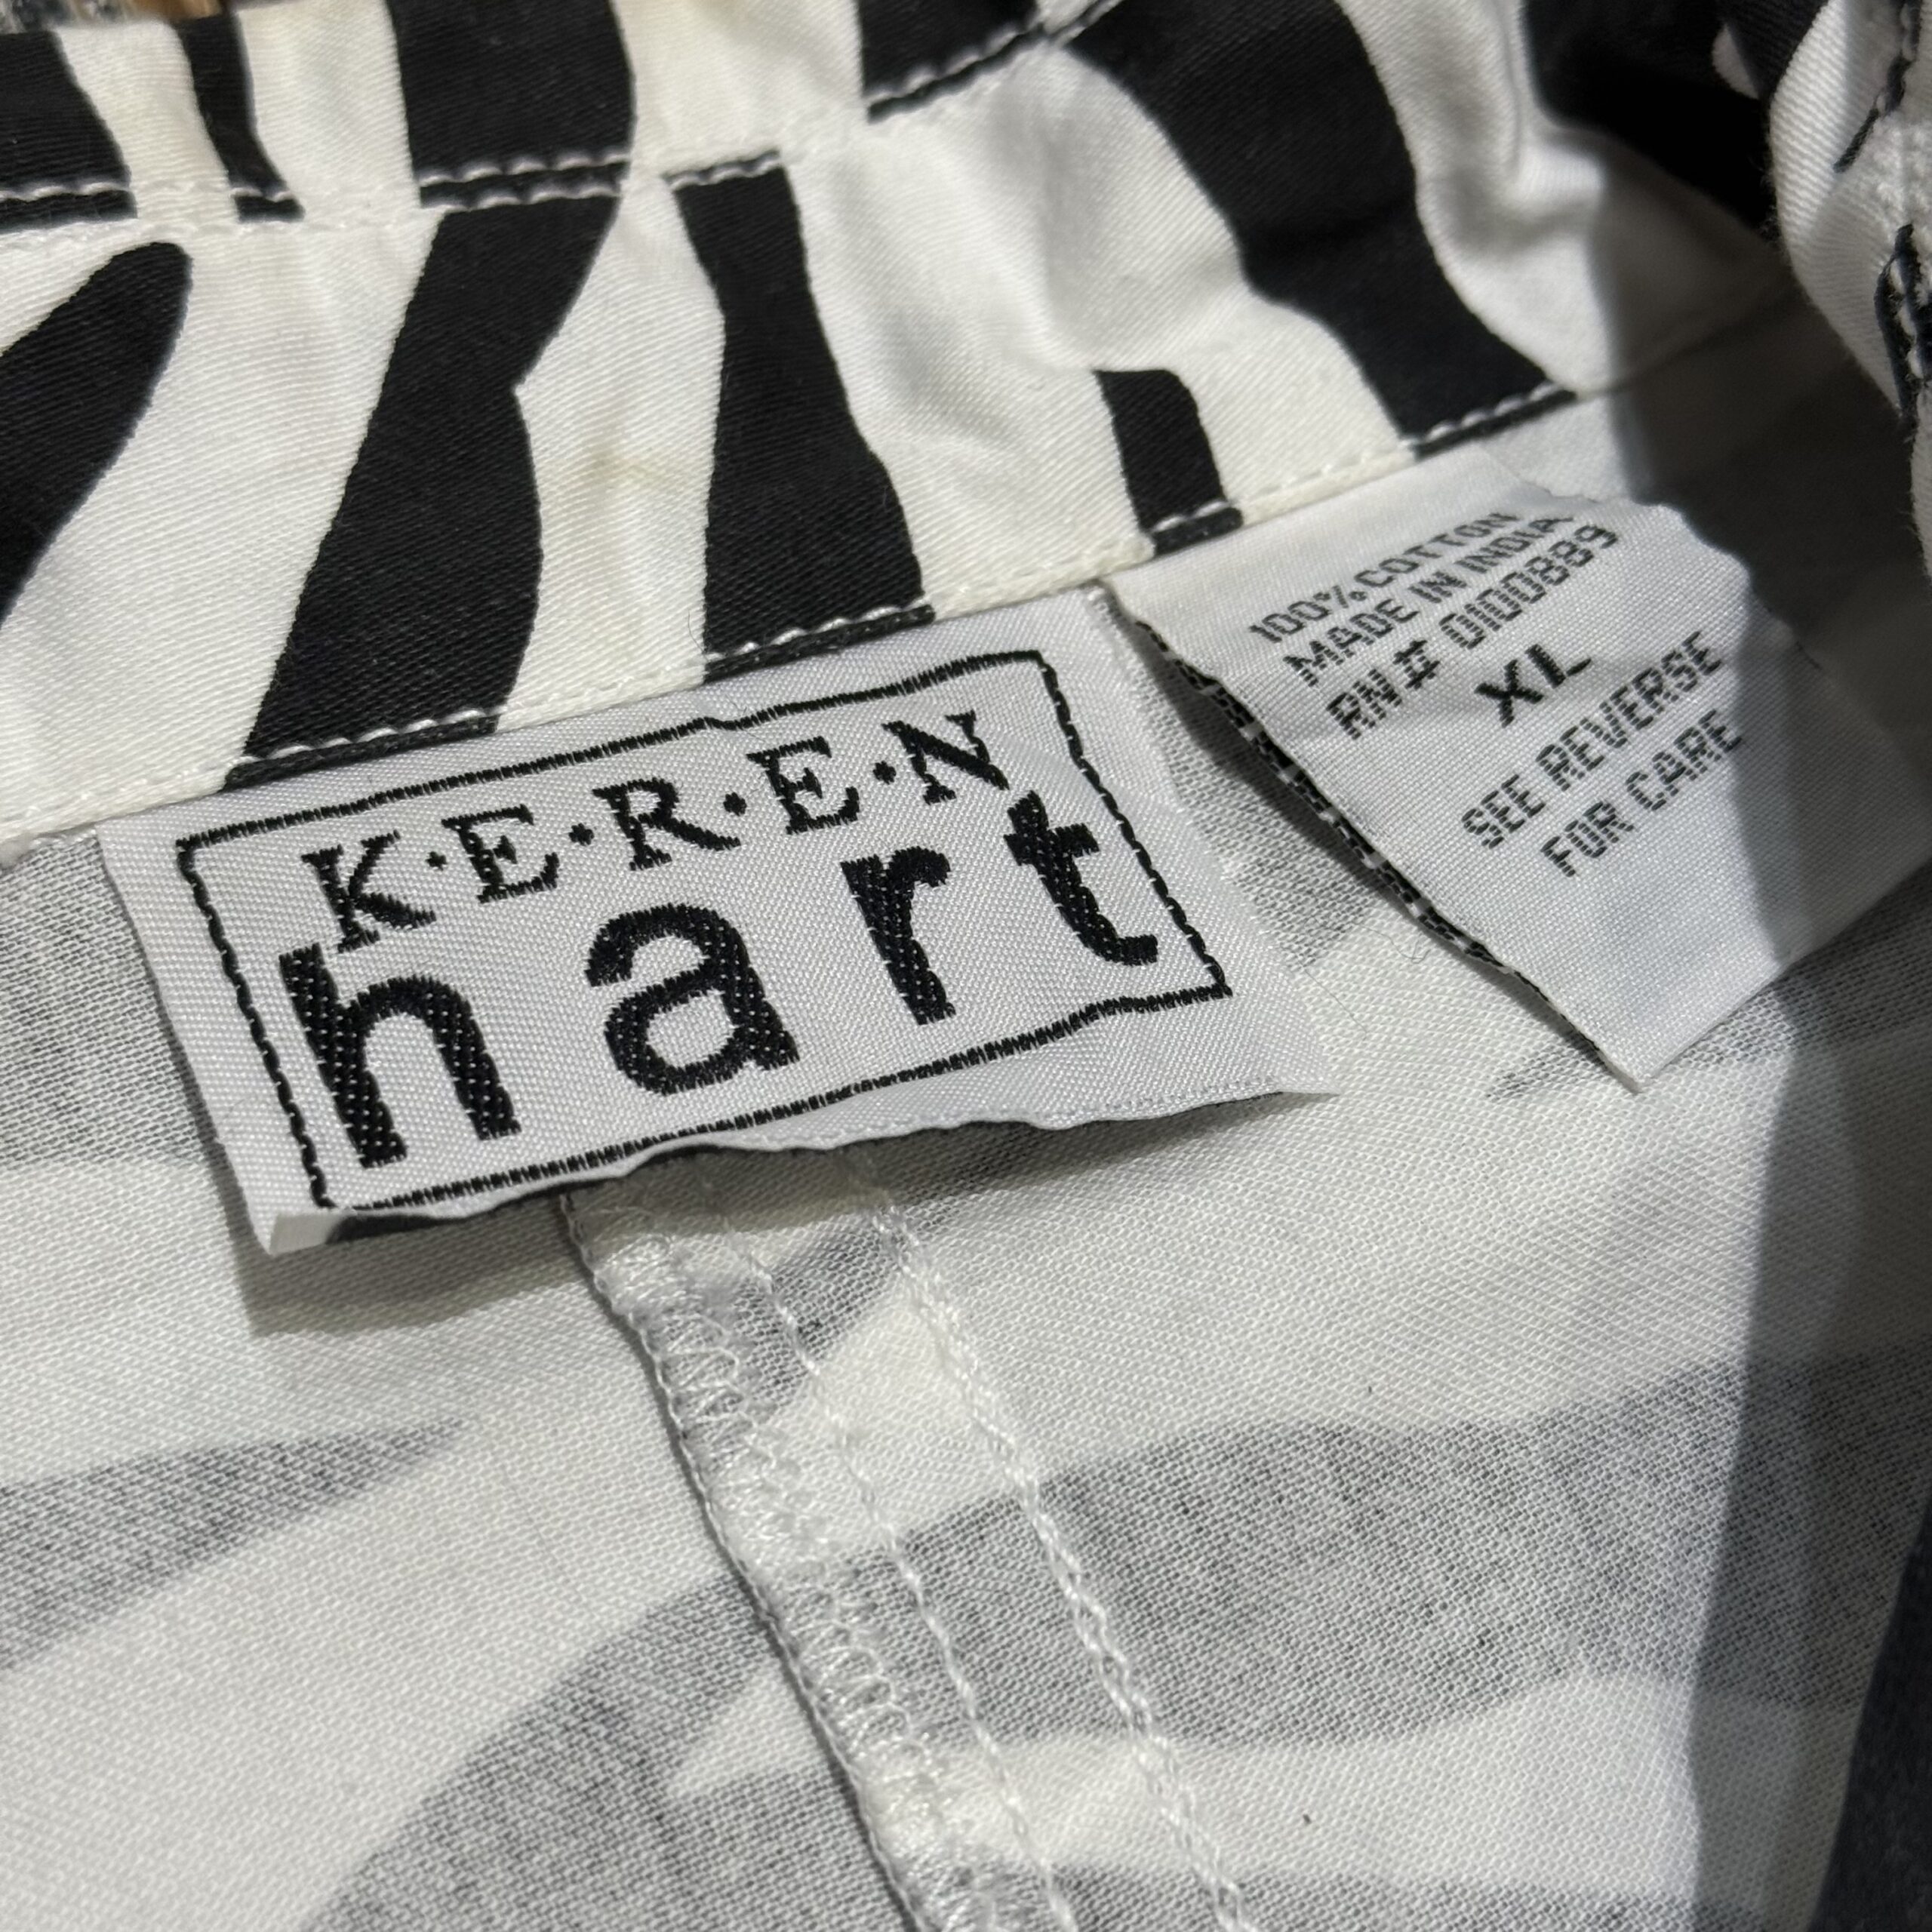 K·E·R·E·N
hart
100% COTTON
MADE IN INDIA
RN# 0100889
XL
SEE REVERSE
FOR CARE